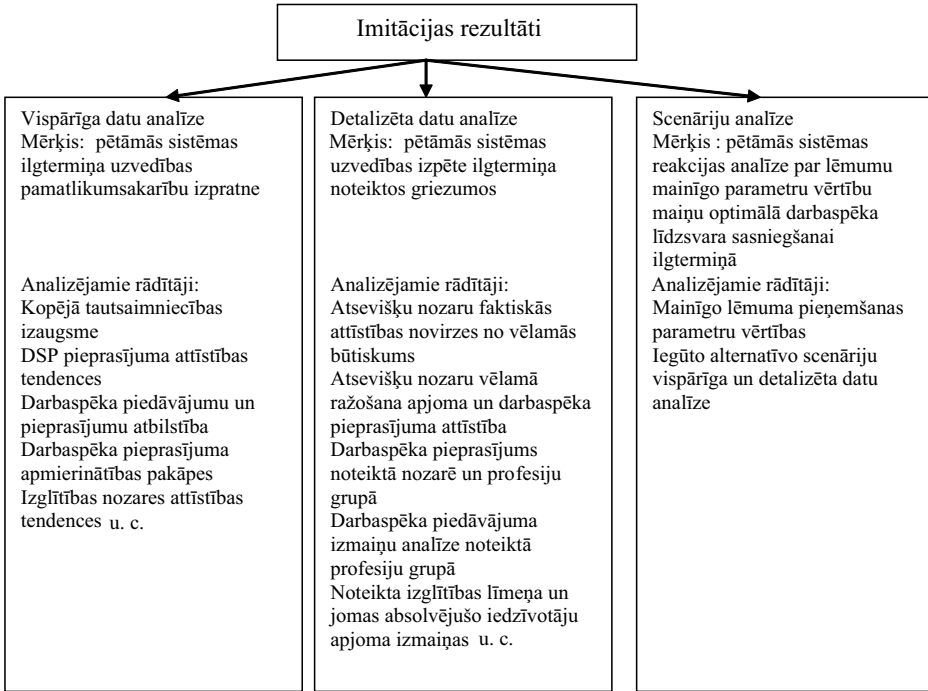 Imitācijas rezultāti
Vispārīga datu analīze
Mērķis: pētāmās sistēmas
ilgtermiņa uzvedības
pamatlikumsakarību izpratne
Analizējamie rādītāji:
Kopējā tautsaimniecības
izaugsme
DSP pieprasījuma attīstības
tendences
Darbaspēka piedāvājumu un
pieprasījumu atbilstība
Darbaspēka pieprasījuma
apmierinātības pakāpes
Izglītības nozares attīstības
tendences u. c.
Detalizēta datu analīze
Mērķis: pētāmās sistēmas
uzvedības izpēte ilgtermiņa
noteiktos griezumos
Analizējamie rādītāji:
Atsevišķu nozaru faktiskās
attīstības novirzes no vēlamās
būtiskums
Atsevišķu nozaru vēlamā
ražošana apjoma un darbaspēka
pieprasījuma attīstība
Darbaspēka pieprasījums
noteiktā nozarē un profesiju
grupā
Darbaspēka piedāvājuma
izmaiņu analīze noteiktā
profesiju grupā
Noteikta izglītības līmeņa un
jomas absolvējušo iedzīvotāju
apjoma izmaiņas u. c.
Scenāriju analīze
Mērķis : pētāmās sistēmas
reakcijas analīze par lēmumu
mainīgo parametru vērtību
maiņu optimālā darbaspēka
līdzsvara sasniegšanai
ilgtermiņā
Analizējamie rādītāji:
Mainīgo lēmuma pieņemšanas
parametru vērtības
Iegūto alternatīvo scenāriju
vispārīga un detalizēta datu
analīze